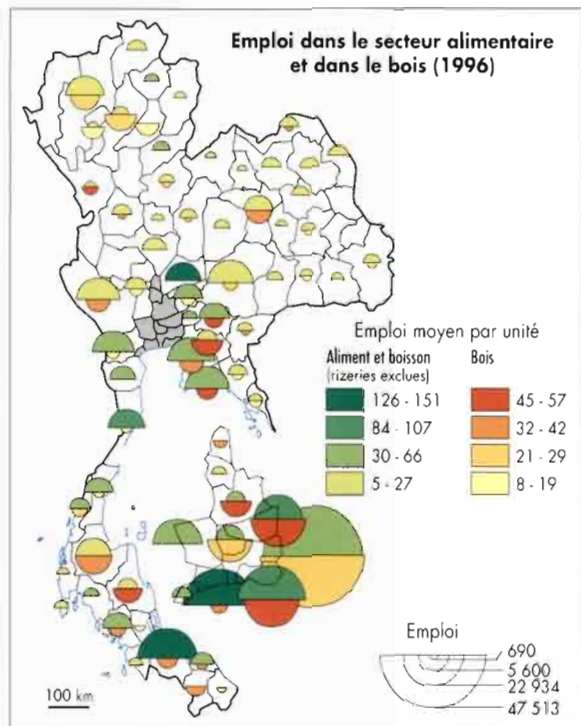 Emploi dans le secteur alimentaire
et dans le bois (1996)
Emploi moyen par unité
Aliment et boisson
(rizeries exclues)
126 - 151
84 - 107
30 - 66
5 - 27
Bois
45 - 57
32 - 42
21 - 29
8 - 19
Emploi
690
5 600
22 934
47 513
100 km